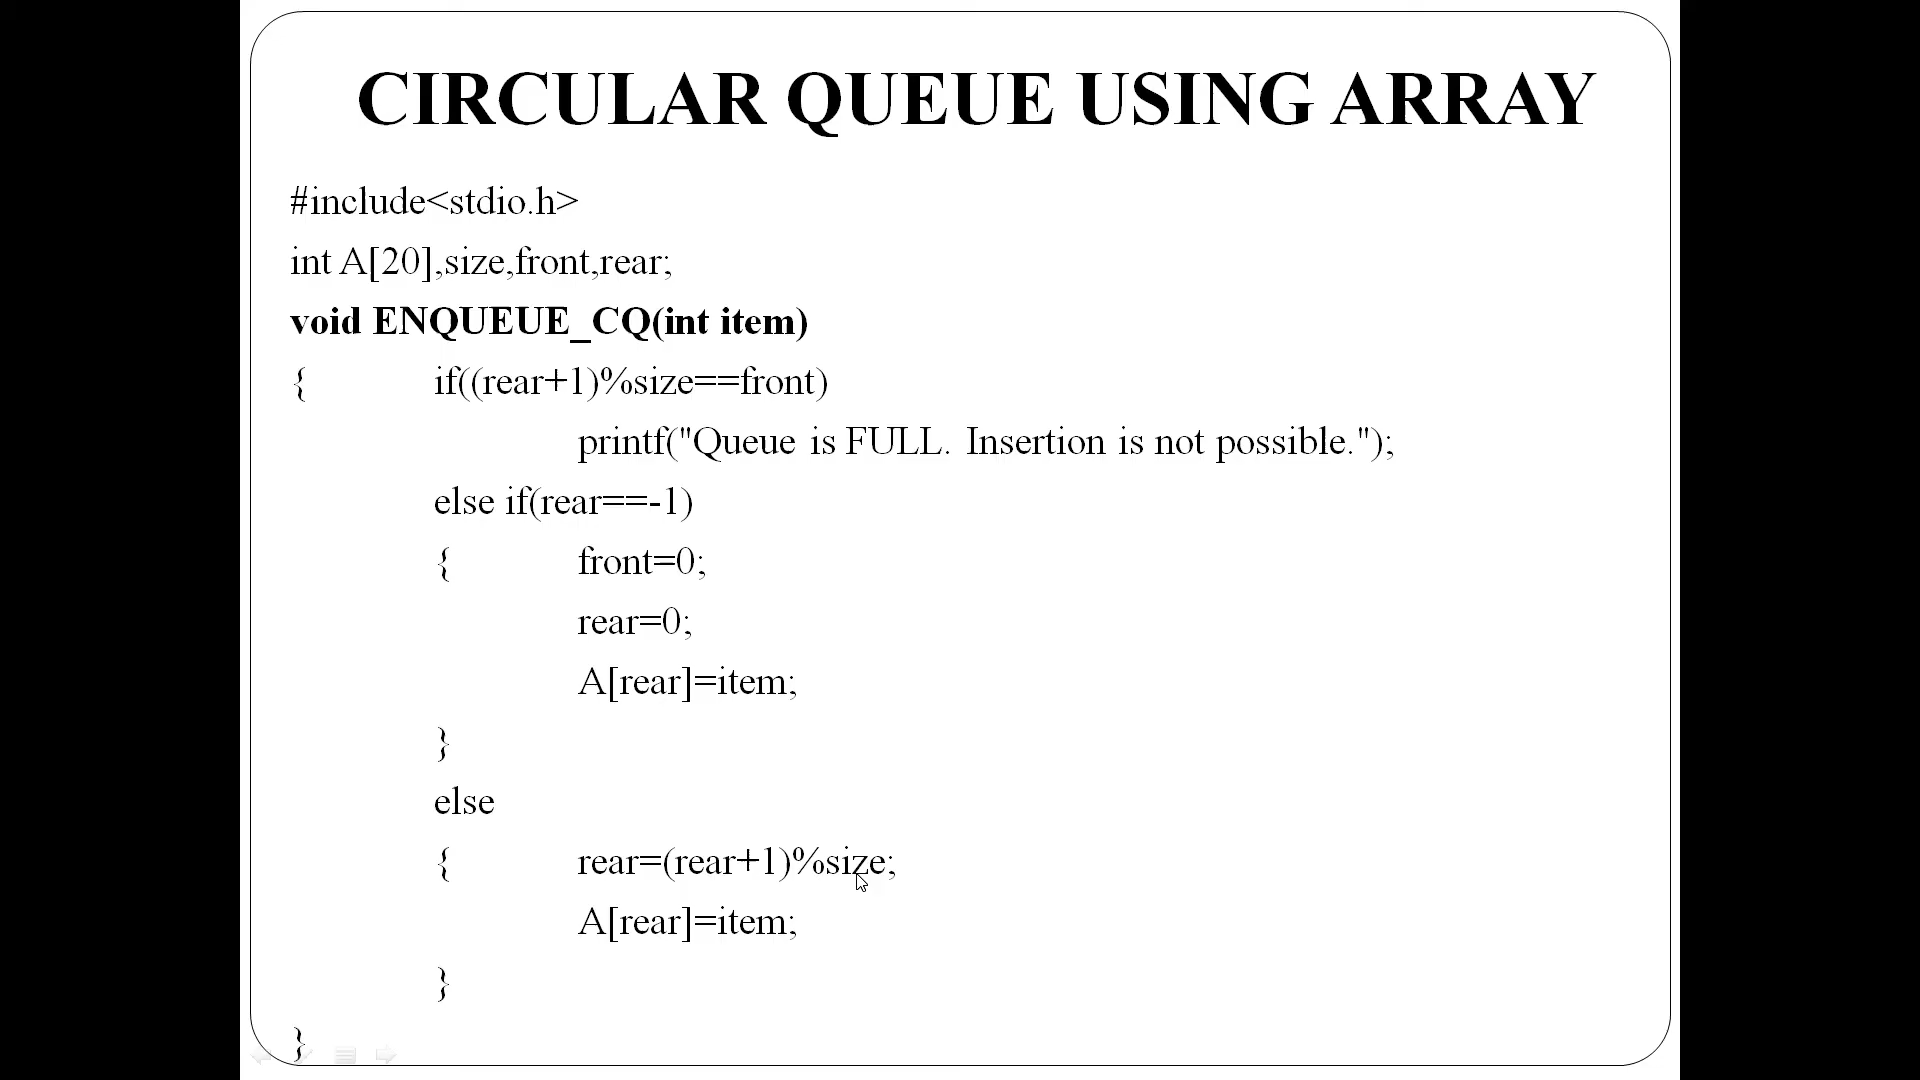 CIRCULAR QUEUE USING ARRAY
#include<stdio.h>
int A[20],size,front,rear;
void ENQUEUE_CQ(int item)
{ if((rear+1)%size==front)
printf("Queue is FULL. Insertion is not possible.");
else if(rear==-1)
{ front=0;
rear=0;
A[rear]=item;
}
else
{ rear=(rear+1)%size;
A[rear]=item;
}
}